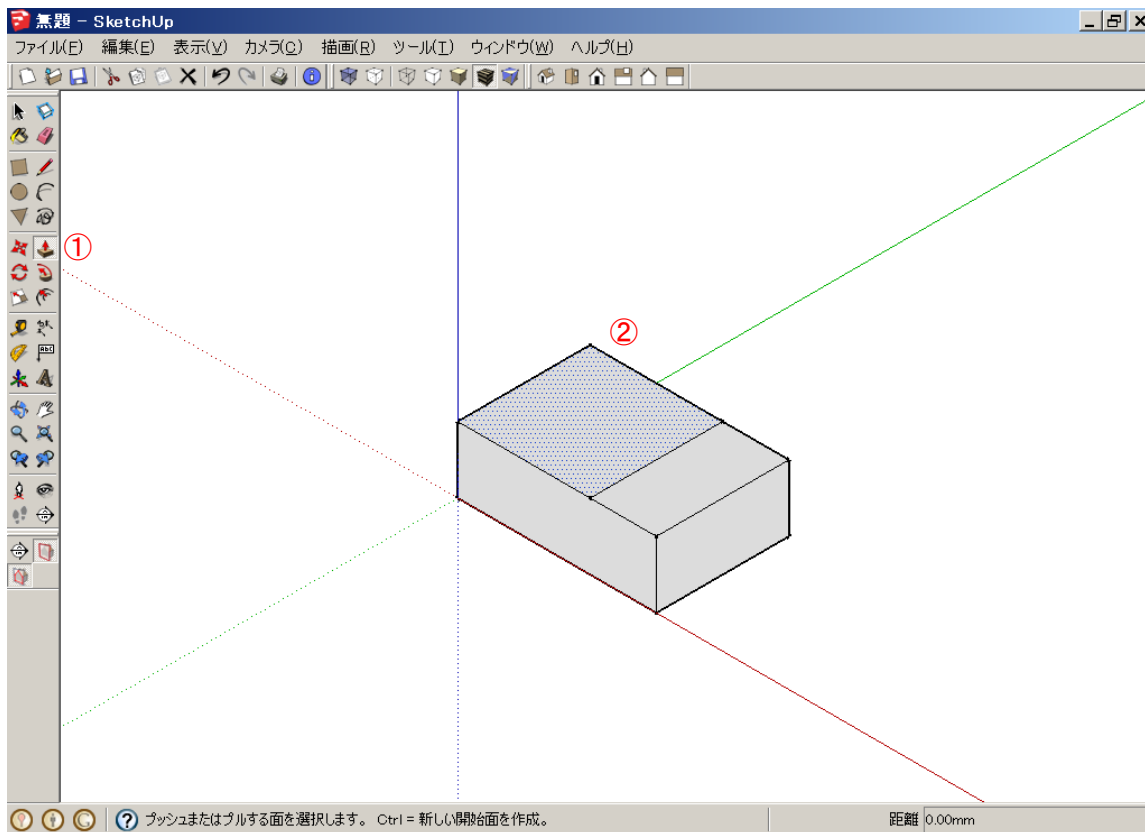 無題 - SketchUp
ファイル(F) 編集(E) 表示(V) カメラ(C) 描画(R) ツール(T) ウィンドウ(W) ヘルプ(H)
①
②
ABC
プッシュまたはプルする面を選択します。 Ctrl = 新しい開始面を作成。 距離 0.00mm